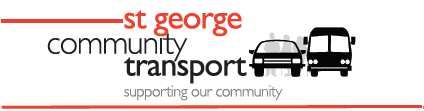 st george
community
transport
supporting our community